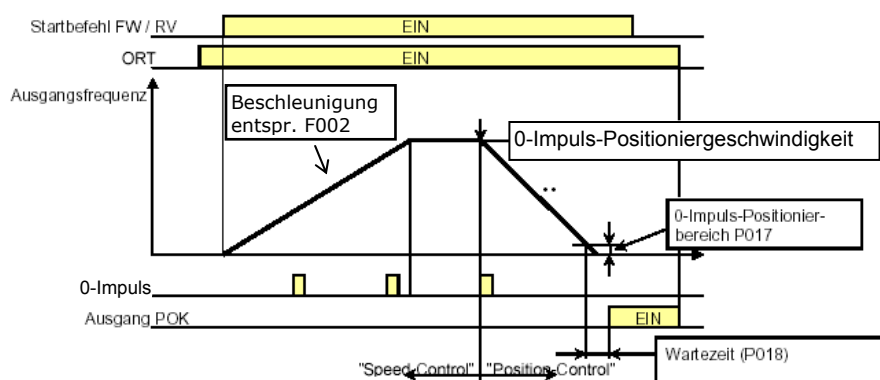 Startbefehl FW / RV
EIN
ORT
EIN
Ausgangsfrequenz
Beschleunigung
entspr. F002
0-Impuls-Positioniergeschwindigkeit
0-Impuls-Positionier-
bereich P017
0-Impuls
Ausgang POK
EIN
Wartezeit (P018)
"Speed-Control" "Position-Control"